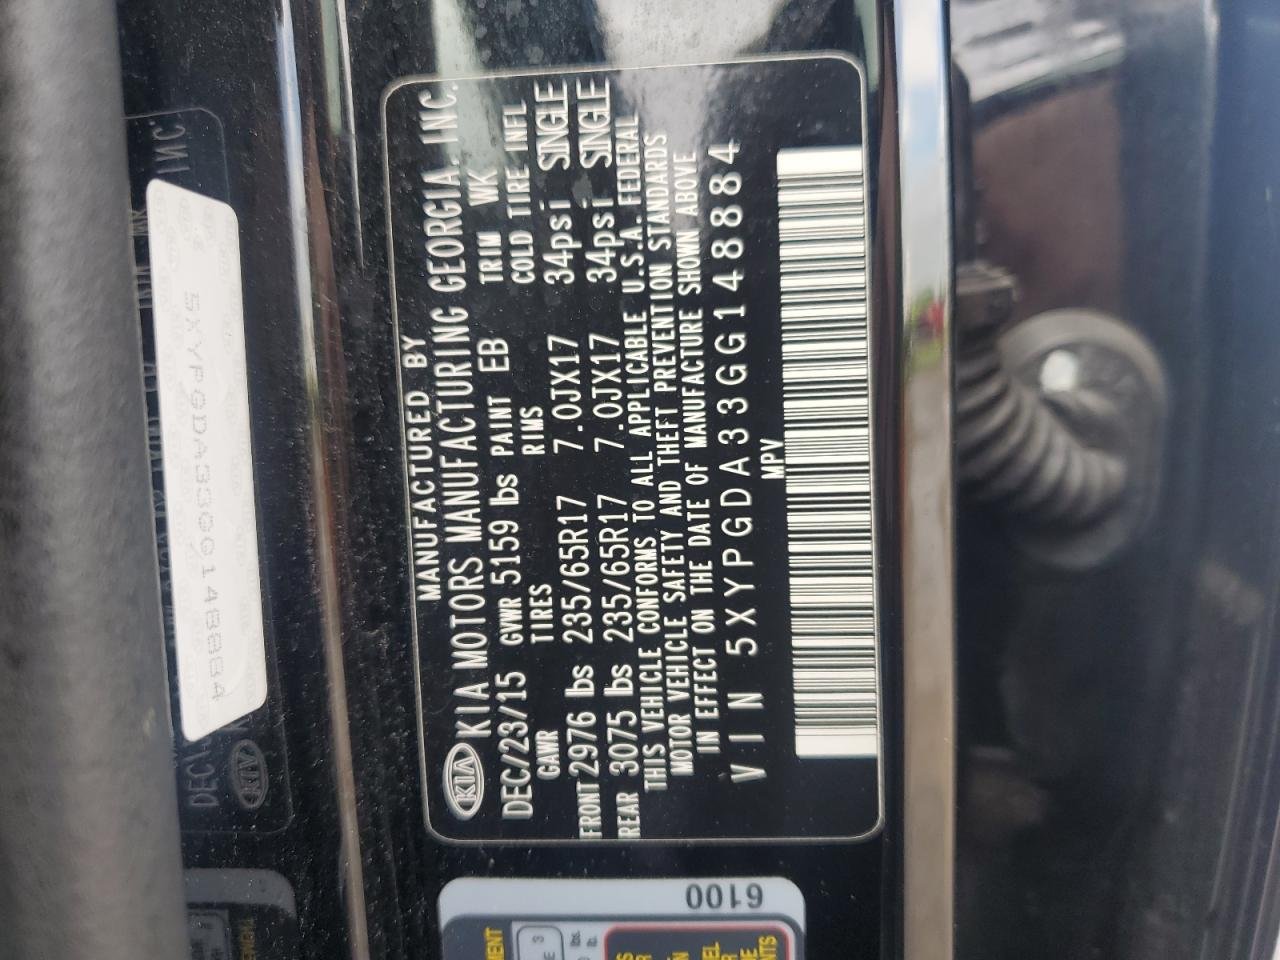 MANUFACTURED BY
KIA KIA MOTORS MANUFACTURING GEORGIA, INC.
DEC/23/15 GVWR 5159 lbs PAINT EB TRIM WK
GAWR TIRES RIMS COLD TIRE INFL
FRONT 2976 lbs 235/65R17 7.0JX17 34psi SINGLE
REAR 3075 lbs 235/65R17 7.0JX17 34psi SINGLE
THIS VEHICLE CONFORMS TO ALL APPLICABLE U.S.A. FEDERAL
MOTOR VEHICLE SAFETY AND THEFT PREVENTION STANDARDS
IN EFFECT ON THE DATE OF MANUFACTURE SHOWN ABOVE
VIN 5XYPGDA33GG148884
MPV
5XYPGDA33GG148884
6100